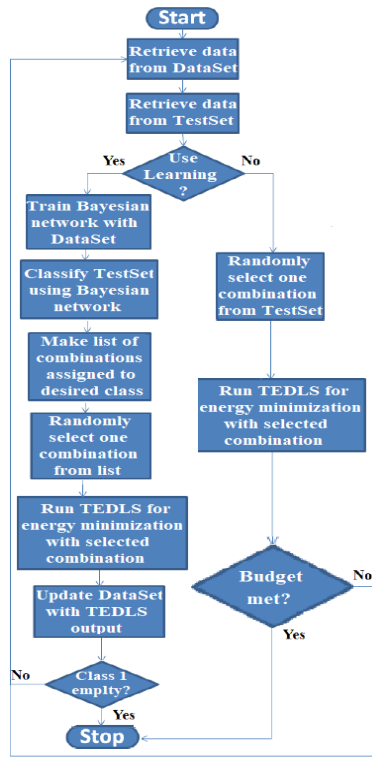 Start
Retrieve data
from DataSet
Retrieve data
from TestSet
Use
Learning
?
Yes
No
Train Bayesian
network with
DataSet
Classify TestSet
using Bayesian
network
Make list of
combinations
assigned to
desired class
Randomly
select one
combination
from list
Run TEDLS for
energy minimization
with selected
combination
Update DataSet
with TEDLS
output
Class 1
emplty?
No
Yes
Randomly
select one
combination
from TestSet
Run TEDLS for
energy minimization
with selected
combination
Budget
met?
No
Yes
Stop